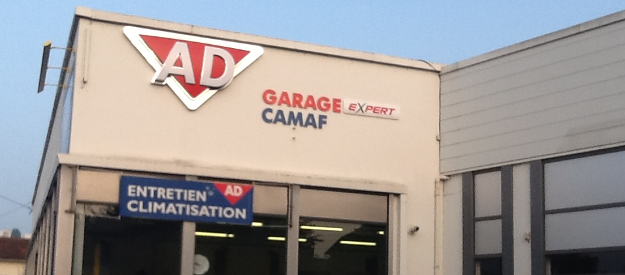 AD
GARAGE EXPERT
CAMAF
ENTRETIEN AD
CLIMATISATION